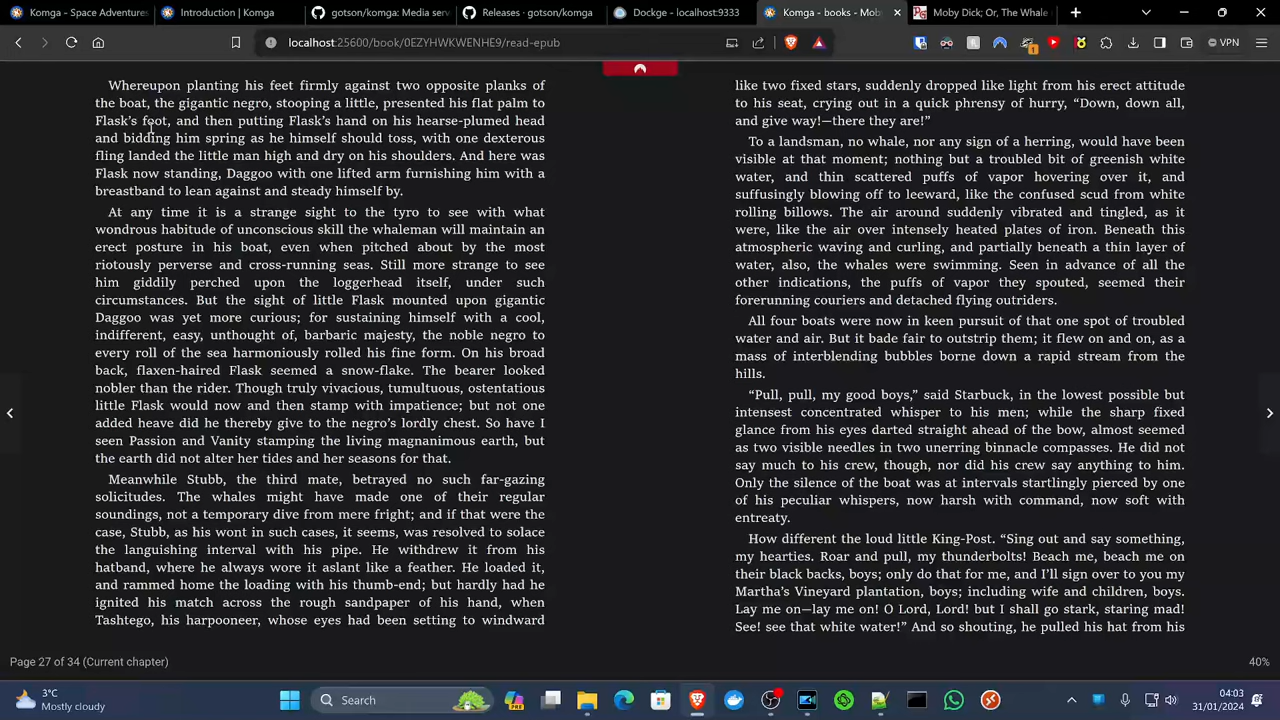 Komga - Space Adventures
Introduction | Komga
gotson/komga: Media serv
Releases · gotson/komga
Dockge - localhost:9333
Komga - books - Mob
Moby Dick; Or, The Whale
localhost:25600/book/0EZYHWKWENHE9/read-epub
VPN
Whereupon planting his feet firmly against two opposite planks of
the boat, the gigantic negro, stooping a little, presented his flat palm to
Flask’s foot, and then putting Flask’s hand on his hearse-plumed head
and bidding him spring as he himself should toss, with one dexterous
fling landed the little man high and dry on his shoulders. And here was
Flask now standing, Daggoo with one lifted arm furnishing him with a
breastband to lean against and steady himself by.
At any time it is a strange sight to the tyro to see with what
wondrous habitude of unconscious skill the whaleman will maintain an
erect posture in his boat, even when pitched about by the most
riotously perverse and cross-running seas. Still more strange to see
him giddily perched upon the loggerhead itself, under such
circumstances. But the sight of little Flask mounted upon gigantic
Daggoo was yet more curious; for sustaining himself with a cool,
indifferent, easy, unthought of, barbaric majesty, the noble negro to
every roll of the sea harmoniously rolled his fine form. On his broad
back, flaxen-haired Flask seemed a snow-flake. The bearer looked
nobler than the rider. Though truly vivacious, tumultuous, ostentatious
little Flask would now and then stamp with impatience; but not one
added heave did he thereby give to the negro’s lordly chest. So have I
seen Passion and Vanity stamping the living magnanimous earth, but
the earth did not alter her tides and her seasons for that.
Meanwhile Stubb, the third mate, betrayed no such far-gazing
solicitudes. The whales might have made one of their regular
soundings, not a temporary dive from mere fright; and if that were the
case, Stubb, as his wont in such cases, it seems, was resolved to solace
the languishing interval with his pipe. He withdrew it from his
hatband, where he always wore it aslant like a feather. He loaded it,
and rammed home the loading with his thumb-end; but hardly had he
ignited his match across the rough sandpaper of his hand, when
Tashtego, his harpooneer, whose eyes had been setting to windward
like two fixed stars, suddenly dropped like light from his erect attitude
to his seat, crying out in a quick phrensy of hurry, “Down, down all,
and give way!—there they are!”
To a landsman, no whale, nor any sign of a herring, would have been
visible at that moment; nothing but a troubled bit of greenish white
water, and thin scattered puffs of vapor hovering over it, and
suffusingly blowing off to leeward, like the confused scud from white
rolling billows. The air around suddenly vibrated and tingled, as it
were, like the air over intensely heated plates of iron. Beneath this
atmospheric waving and curling, and partially beneath a thin layer of
water, also, the whales were swimming. Seen in advance of all the
other indications, the puffs of vapor they spouted, seemed their
forerunning couriers and detached flying outriders.
All four boats were now in keen pursuit of that one spot of troubled
water and air. But it bade fair to outstrip them; it flew on and on, as a
mass of interblending bubbles borne down a rapid stream from the
hills.
“Pull, pull, my good boys,” said Starbuck, in the lowest possible but
intensest concentrated whisper to his men; while the sharp fixed
glance from his eyes darted straight ahead of the bow, almost seemed
as two visible needles in two unerring binnacle compasses. He did not
say much to his crew, though, nor did his crew say anything to him.
Only the silence of the boat was at intervals startlingly pierced by one
of his peculiar whispers, now harsh with command, now soft with
entreaty.
How different the loud little King-Post. “Sing out and say something,
my hearties. Roar and pull, my thunderbolts! Beach me, beach me on
their black backs, boys; only do that for me, and I’ll sign over to you my
Martha’s Vineyard plantation, boys; including wife and children, boys.
Lay me on—lay me on! O Lord, Lord! but I shall go stark, staring mad!
See! see that white water!” And so shouting, he pulled his hat from his
Page 27 of 34 (Current chapter)
40%
3°C
Mostly cloudy
Search
04:03
31/01/2024